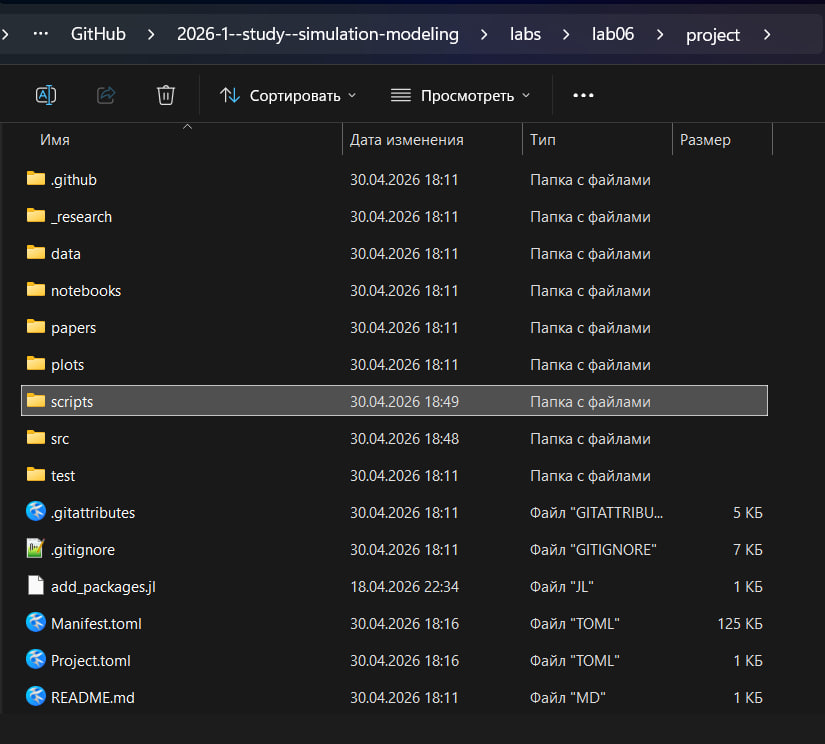 ... GitHub > 2026-1--study--simulation-modeling > labs > lab06 > project >
Сортировать Просмотреть ...
Имя Дата изменения Тип Размер
.github 30.04.2026 18:11 Папка с файлами
_research 30.04.2026 18:11 Папка с файлами
data 30.04.2026 18:11 Папка с файлами
notebooks 30.04.2026 18:11 Папка с файлами
papers 30.04.2026 18:11 Папка с файлами
plots 30.04.2026 18:11 Папка с файлами
scripts 30.04.2026 18:49 Папка с файлами
src 30.04.2026 18:48 Папка с файлами
test 30.04.2026 18:11 Папка с файлами
.gitattributes 30.04.2026 18:11 Файл "GITATTRIBU... 5 КБ
.gitignore 30.04.2026 18:11 Файл "GITIGNORE" 7 КБ
add_packages.jl 18.04.2026 22:34 Файл "JL" 1 КБ
Manifest.toml 30.04.2026 18:16 Файл "TOML" 125 КБ
Project.toml 30.04.2026 18:16 Файл "TOML" 1 КБ
README.md 30.04.2026 18:11 Файл "MD" 1 КБ